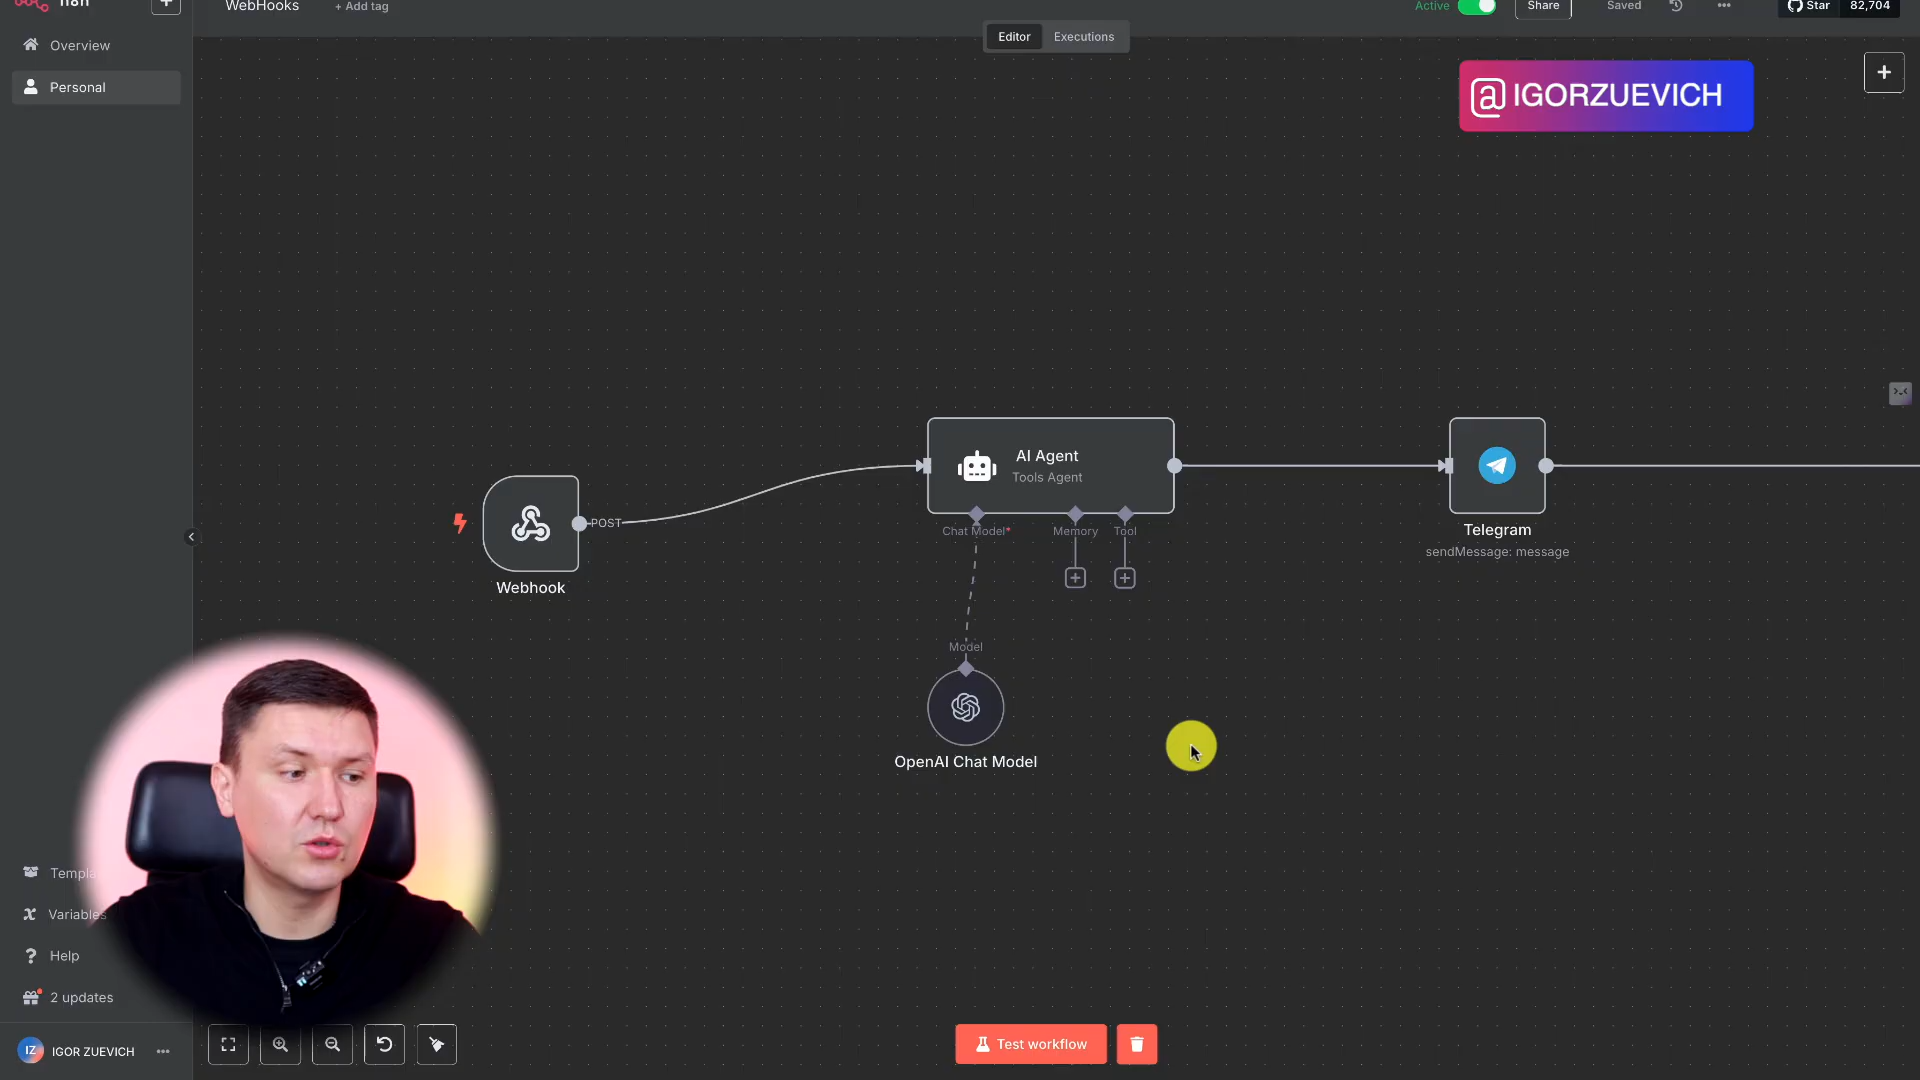 n8n
WebHooks
+ Add tag
Active
Share
Saved
Star
82,704
Overview
Personal
Editor
Executions
@IGORZUEVICH
AI Agent
Tools Agent
POST
Chat Model*
Memory
Tool
Telegram
sendMessage: message
Webhook
Model
OpenAI Chat Model
Templa
Variables
Help
2 updates
IZ
IGOR ZUEVICH
Test workflow